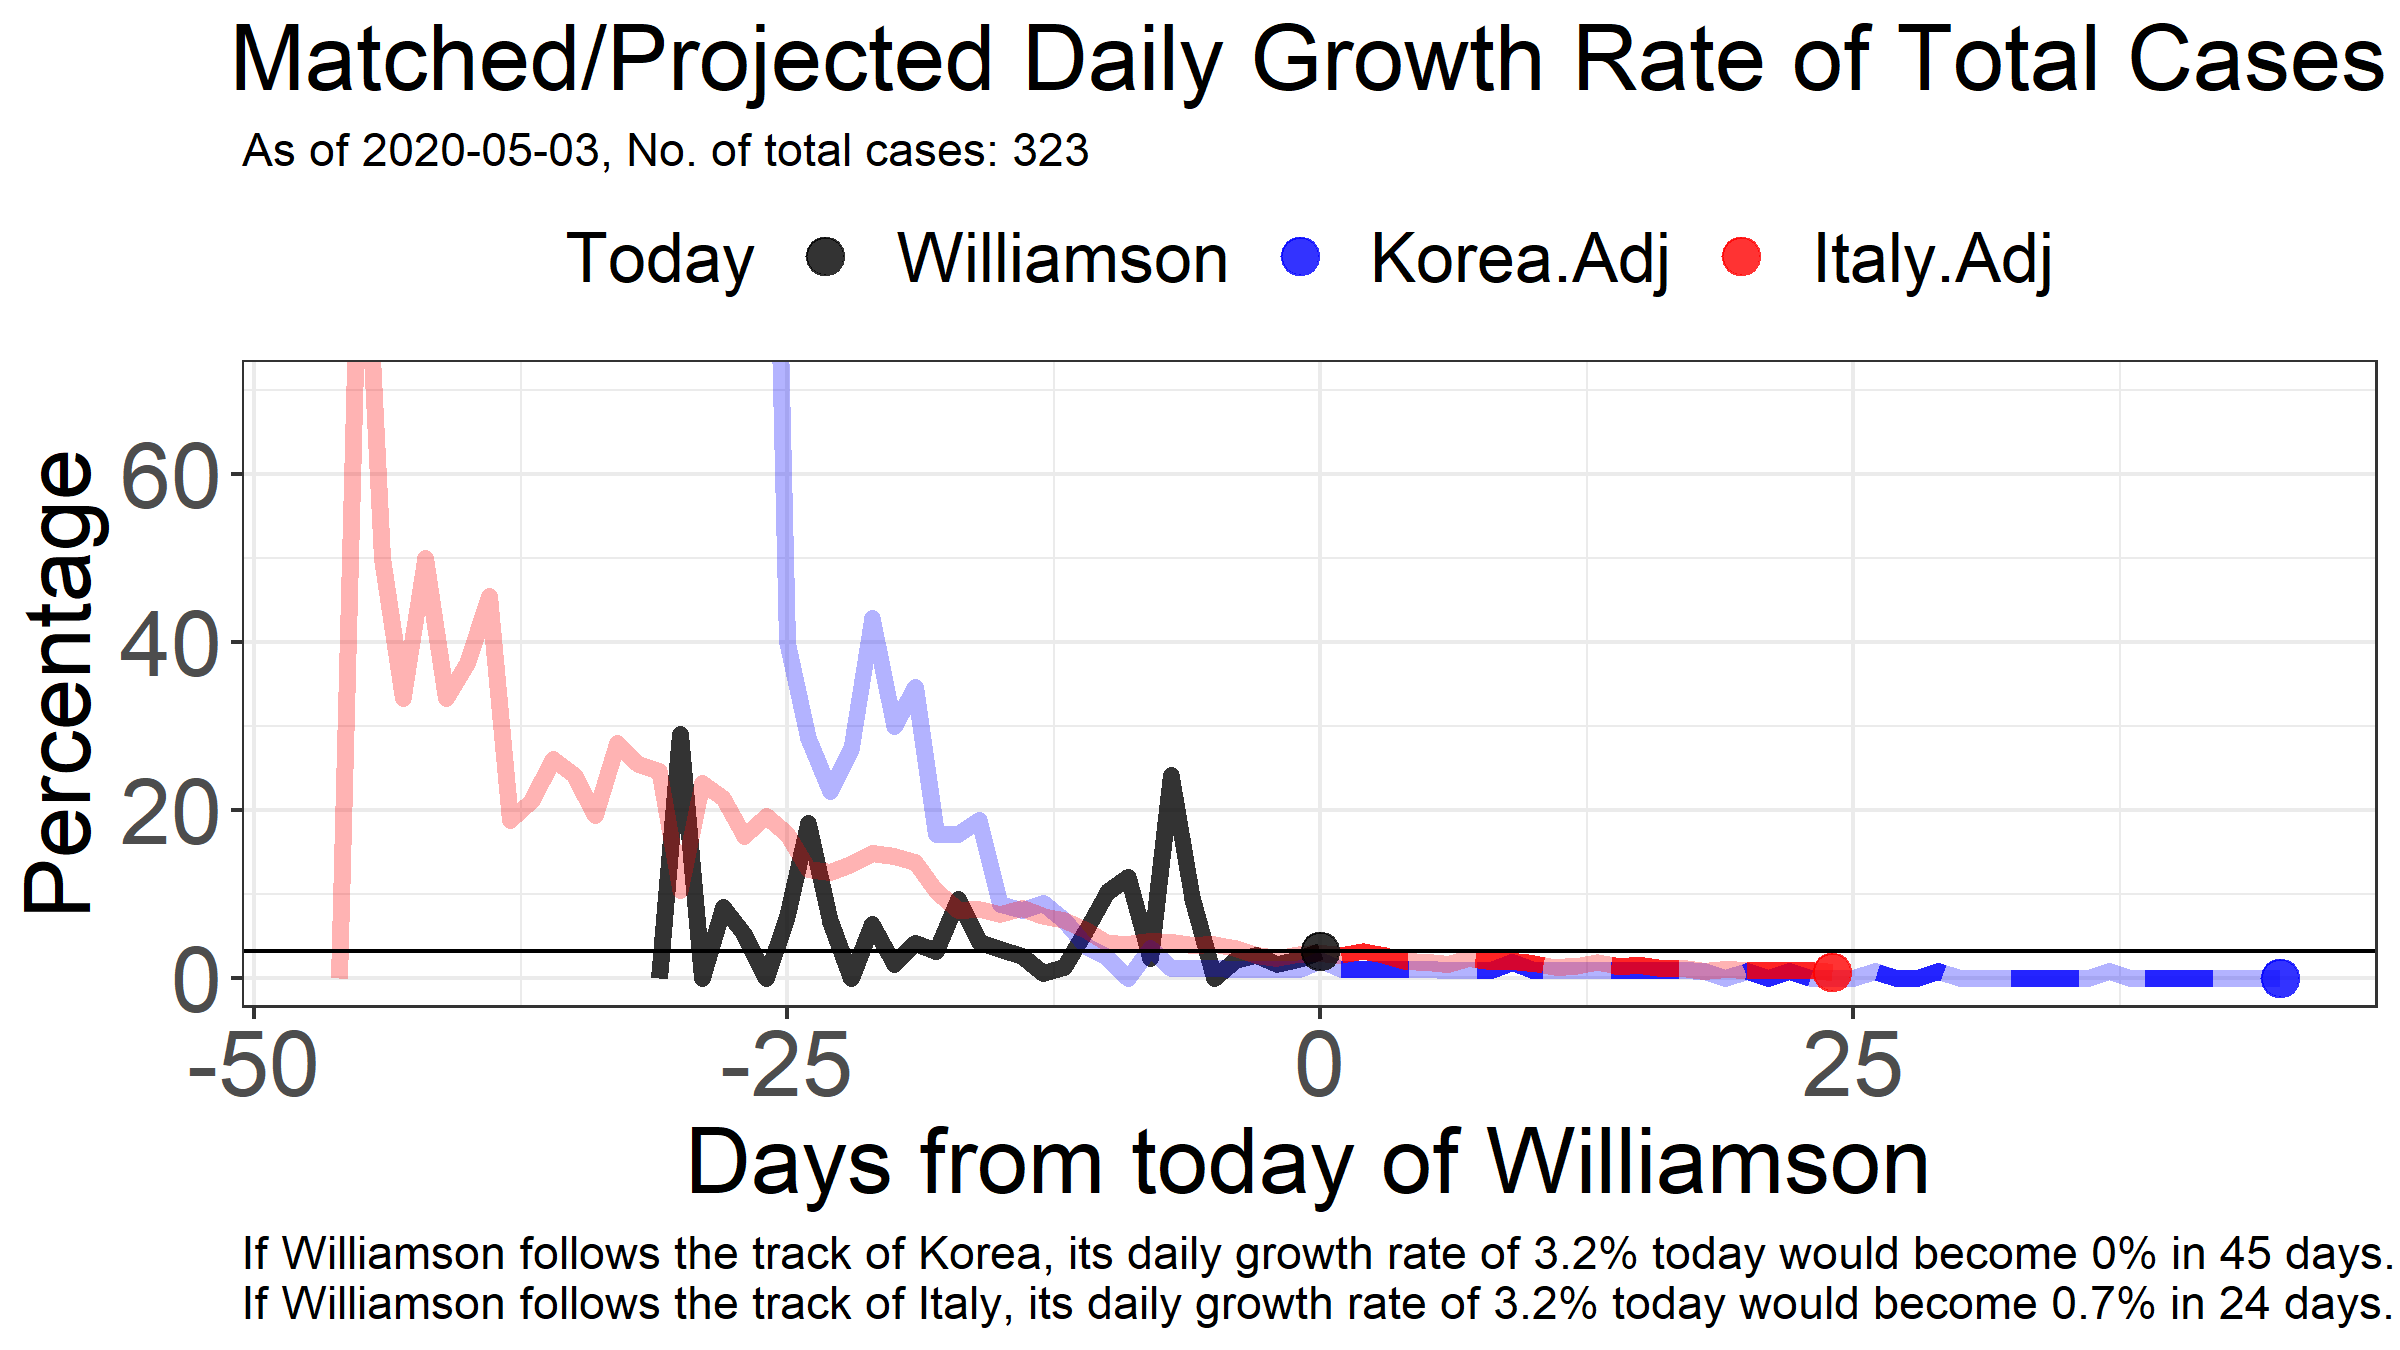 Matched/Projected Daily Growth Rate of Total Cases
As of 2020-05-03, No. of total cases: 323
Today Williamson Korea.Adj Italy.Adj
Percentage
60
40
20
0
-50 -25 0 25
Days from today of Williamson
If Williamson follows the track of Korea, its daily growth rate of 3.2% today would become 0% in 45 days.
If Williamson follows the track of Italy, its daily growth rate of 3.2% today would become 0.7% in 24 days.